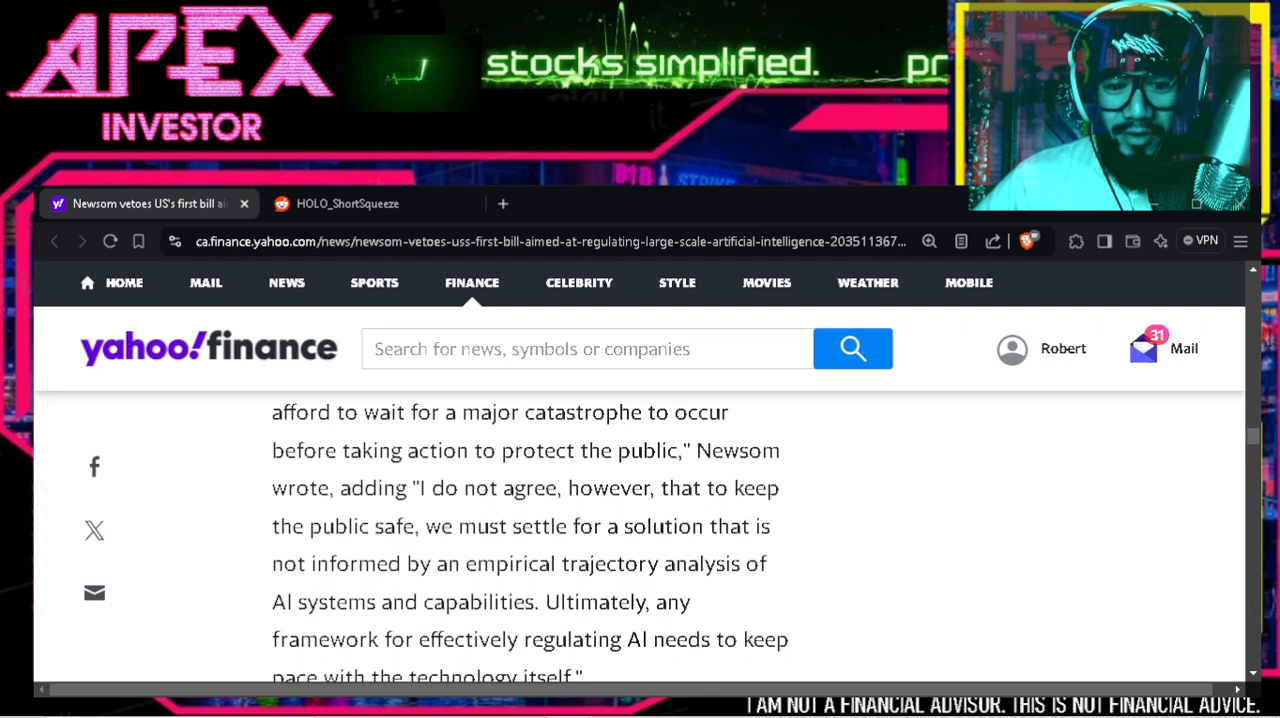 APEX
INVESTOR
stocks simplified
or
Newsom vetoes US's first bill ai
HOLO_ShortSqueeze
ca.finance.yahoo.com/news/newsom-vetoes-uss-first-bill-aimed-at-regulating-large-scale-artificial-intelligence-203511367...
VPN
HOME
MAIL
NEWS
SPORTS
FINANCE
CELEBRITY
STYLE
MOVIES
WEATHER
MOBILE
yahoo!finance
Search for news, symbols or companies
Robert
31
Mail
afford to wait for a major catastrophe to occur
before taking action to protect the public," Newsom
wrote, adding "I do not agree, however, that to keep
the public safe, we must settle for a solution that is
not informed by an empirical trajectory analysis of
AI systems and capabilities. Ultimately, any
framework for effectively regulating AI needs to keep
pace with the technology itself."
I AM NOT A FINANCIAL ADVISOR. THIS IS NOT FINANCIAL ADVICE.